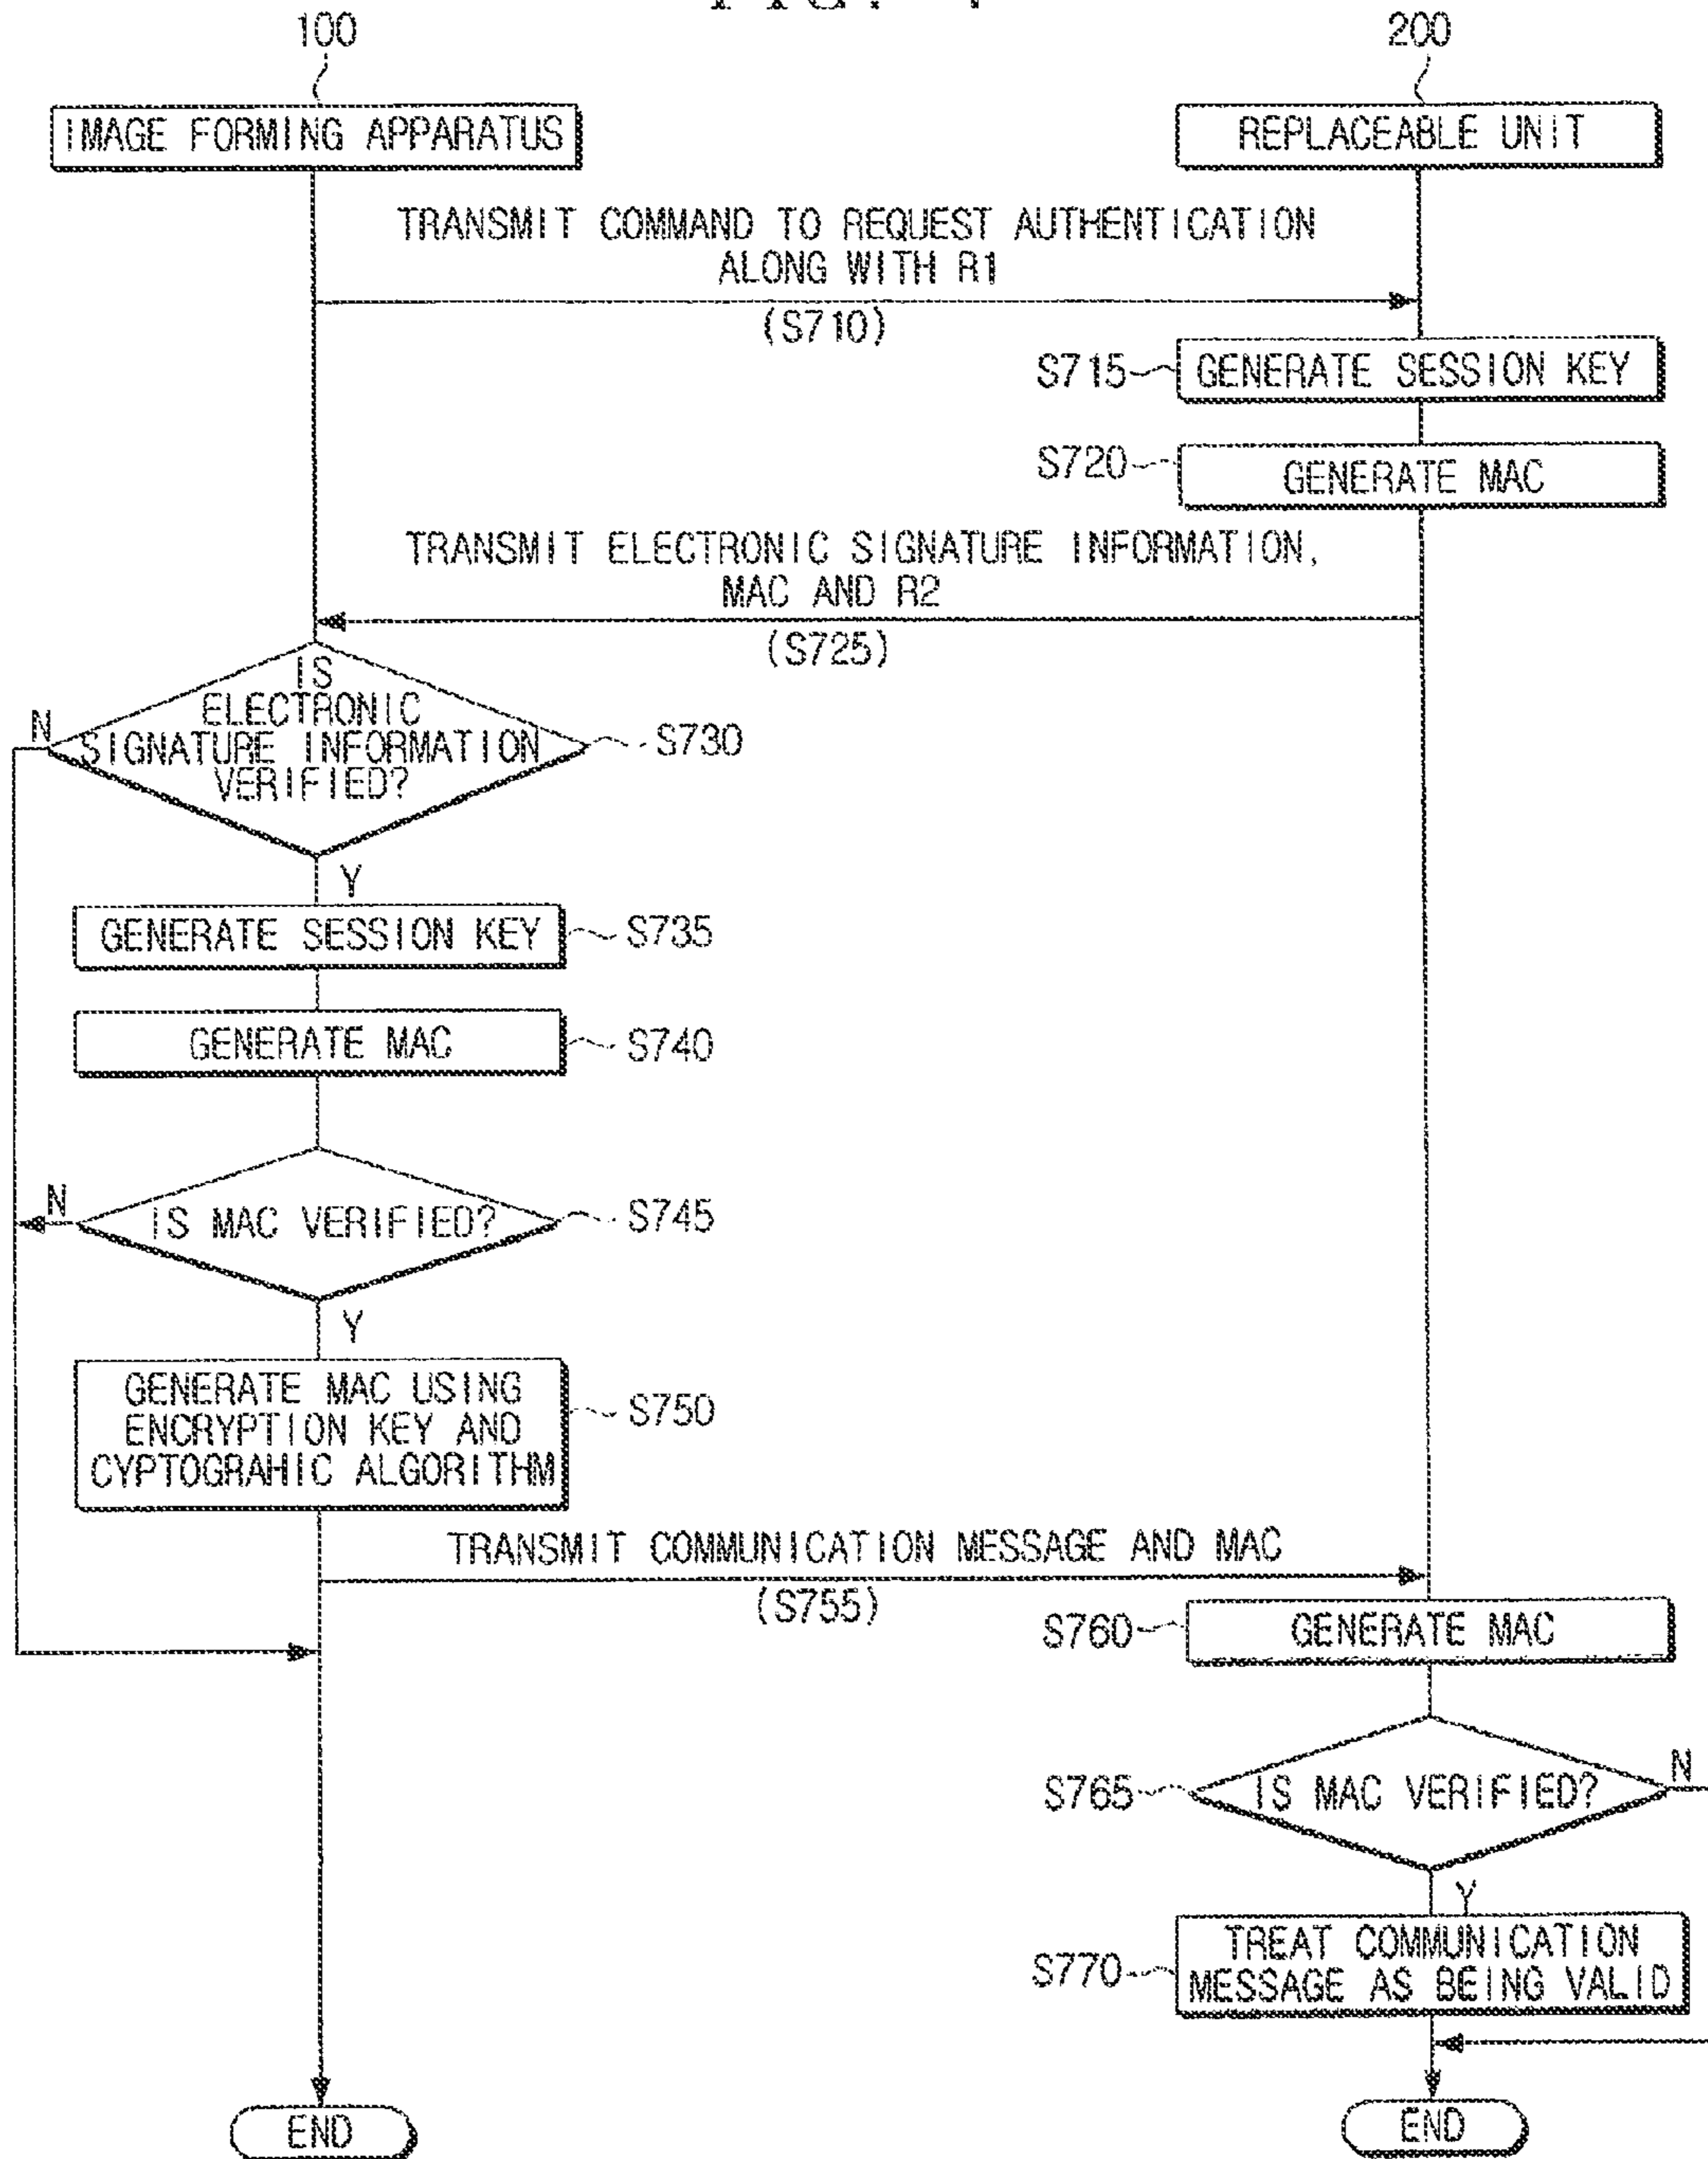 100
200
IMAGE FORMING APPARATUS
REPLACEABLE UNIT
TRANSMIT COMMAND TO REQUEST AUTHENTICATION
ALONG WITH R1
(S710)
S715
GENERATE SESSION KEY
S720
GENERATE MAC
TRANSMIT ELECTRONIC SIGNATURE INFORMATION,
MAC AND R2
(S725)
IS
ELECTRONIC
SIGNATURE INFORMATION
VERIFIED?
N
S730
Y
GENERATE SESSION KEY
S735
GENERATE MAC
S740
N
IS MAC VERIFIED?
S745
Y
GENERATE MAC USING
ENCRYPTION KEY AND
CYPTOGRAHIC ALGORITHM
S750
TRANSMIT COMMUNICATION MESSAGE AND MAC
(S755)
S760
GENERATE MAC
S765
IS MAC VERIFIED?
N
Y
S770
TREAT COMMUNICATION
MESSAGE AS BEING VALID
END
END